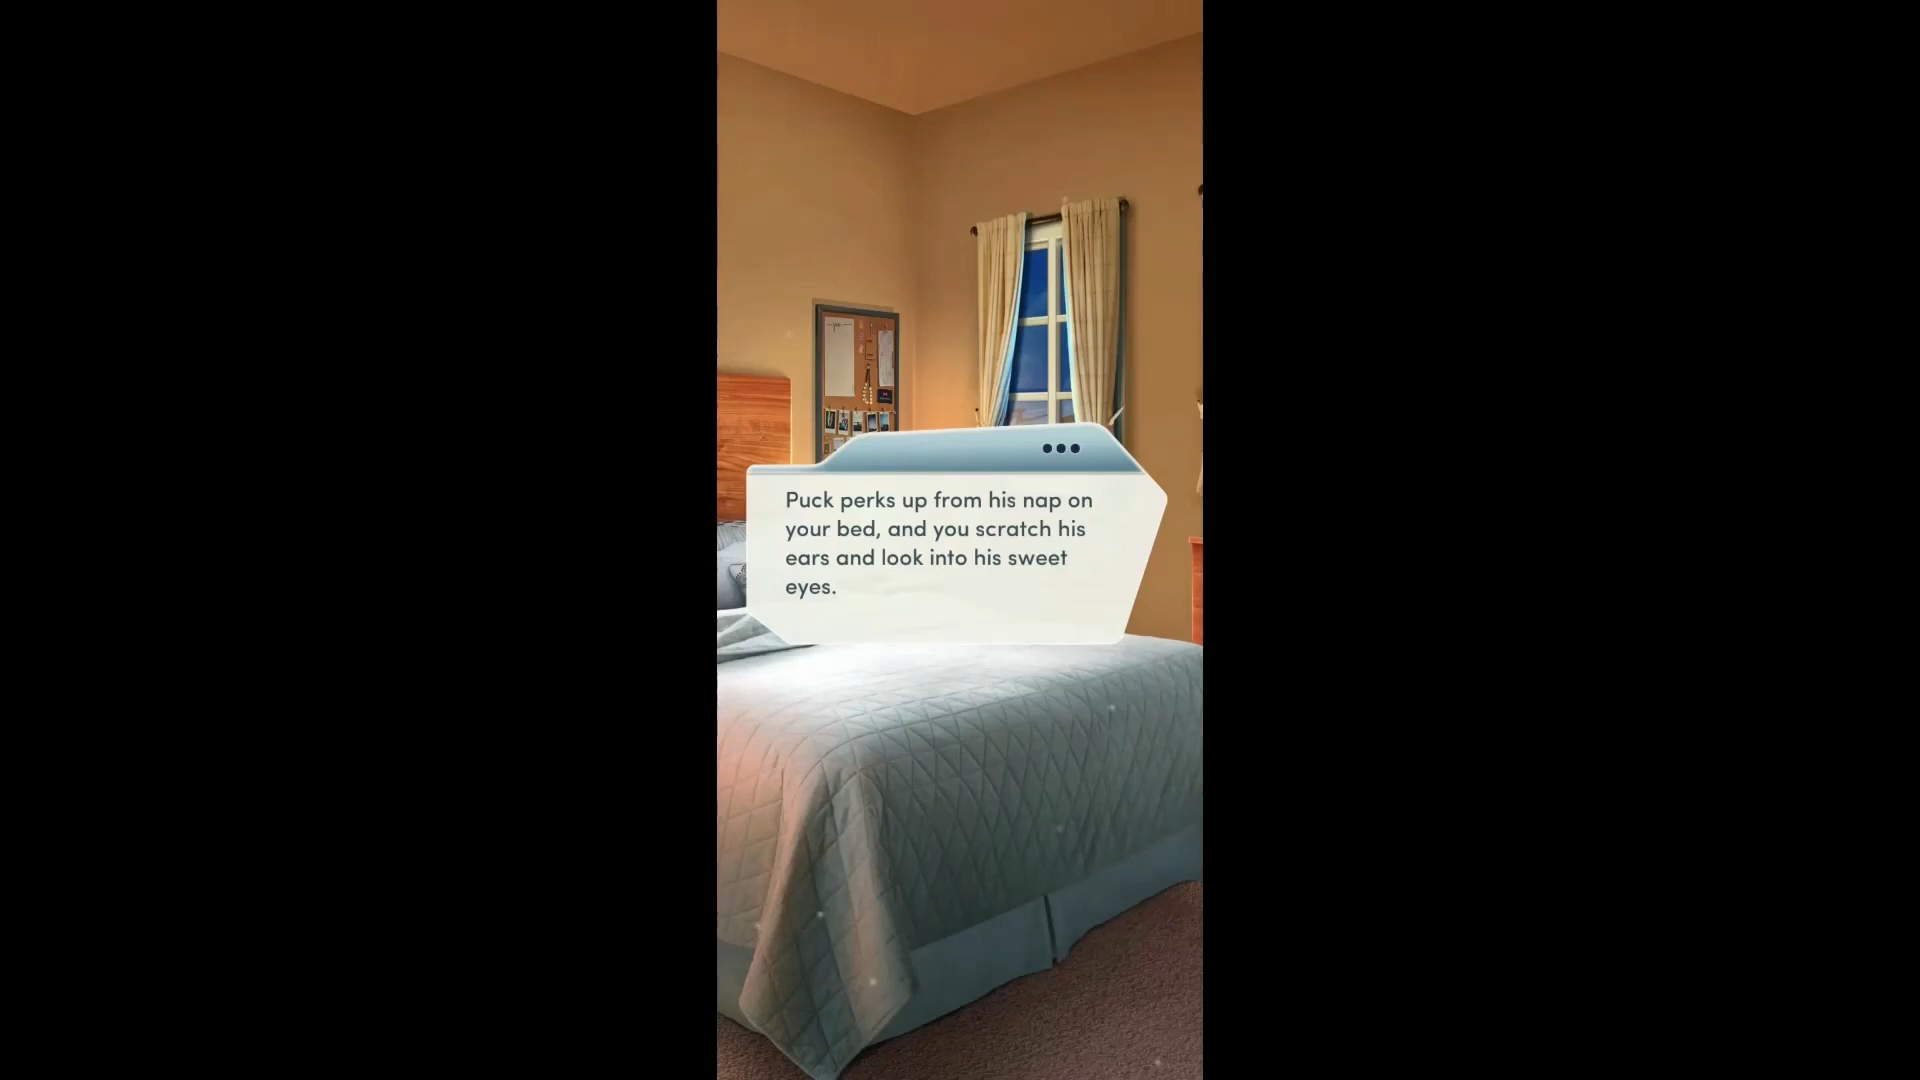 Puck perks up from his nap on
your bed, and you scratch his
ears and look into his sweet
eyes.